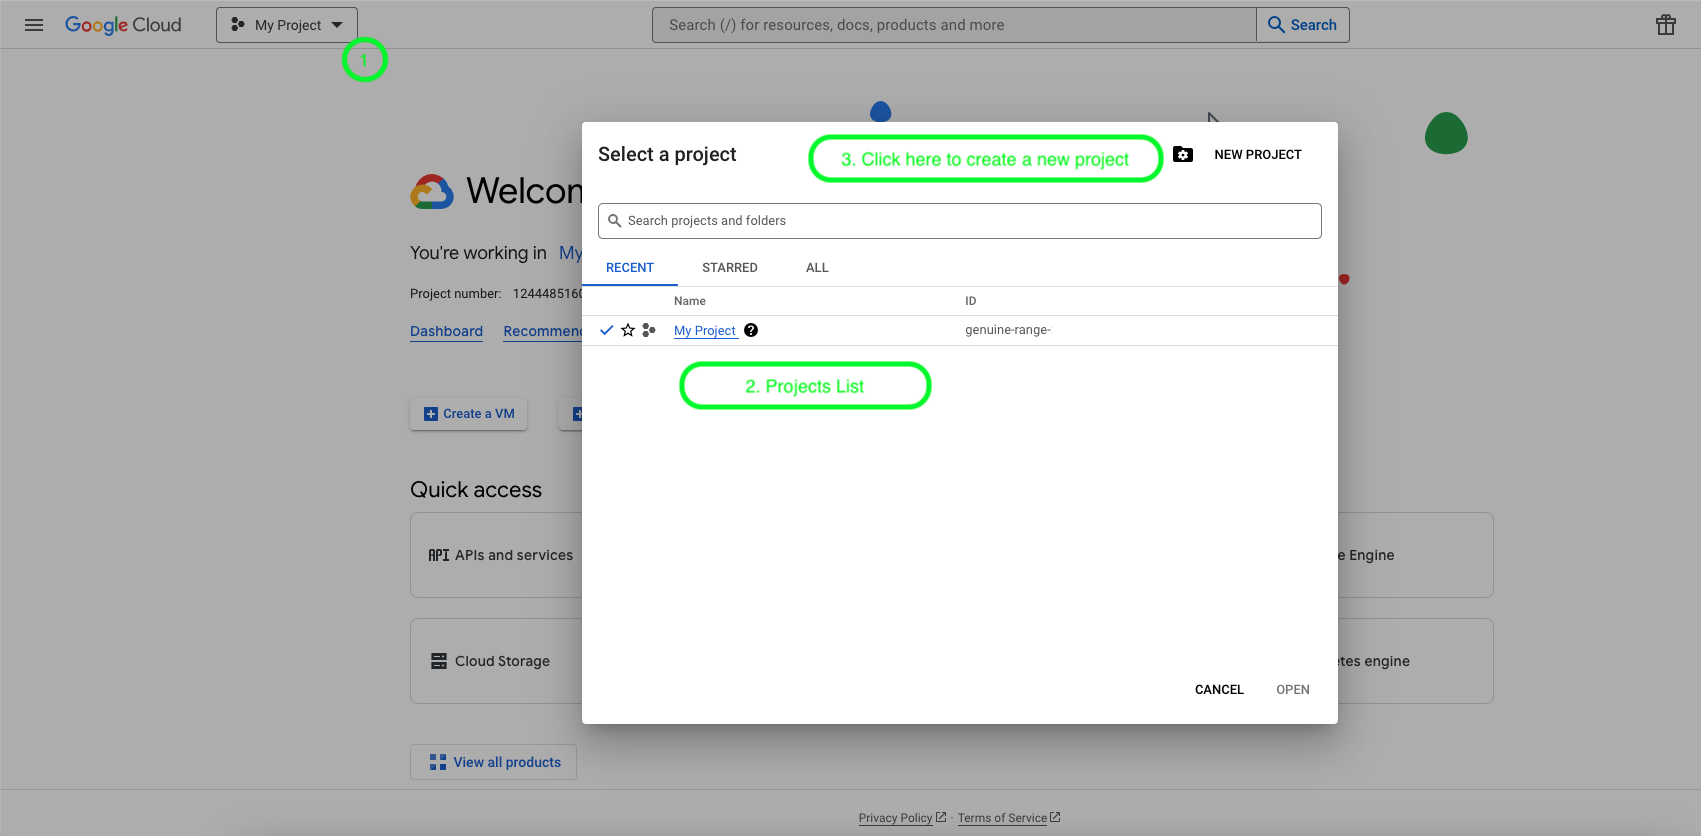 Google Cloud
My Project
Search (/) for resources, docs, products and more
Search
1
Select a project
3. Click here to create a new project
NEW PROJECT
Welcom
Search projects and folders
You're working in My
RECENT
STARRED
ALL
Project number: 124448516
Name
ID
Dashboard
Recommen
My Project
genuine-range-
2. Projects List
Create a VM
Quick access
API APIs and services
e Engine
Cloud Storage
etes engine
CANCEL
OPEN
View all products
Privacy Policy · Terms of Service